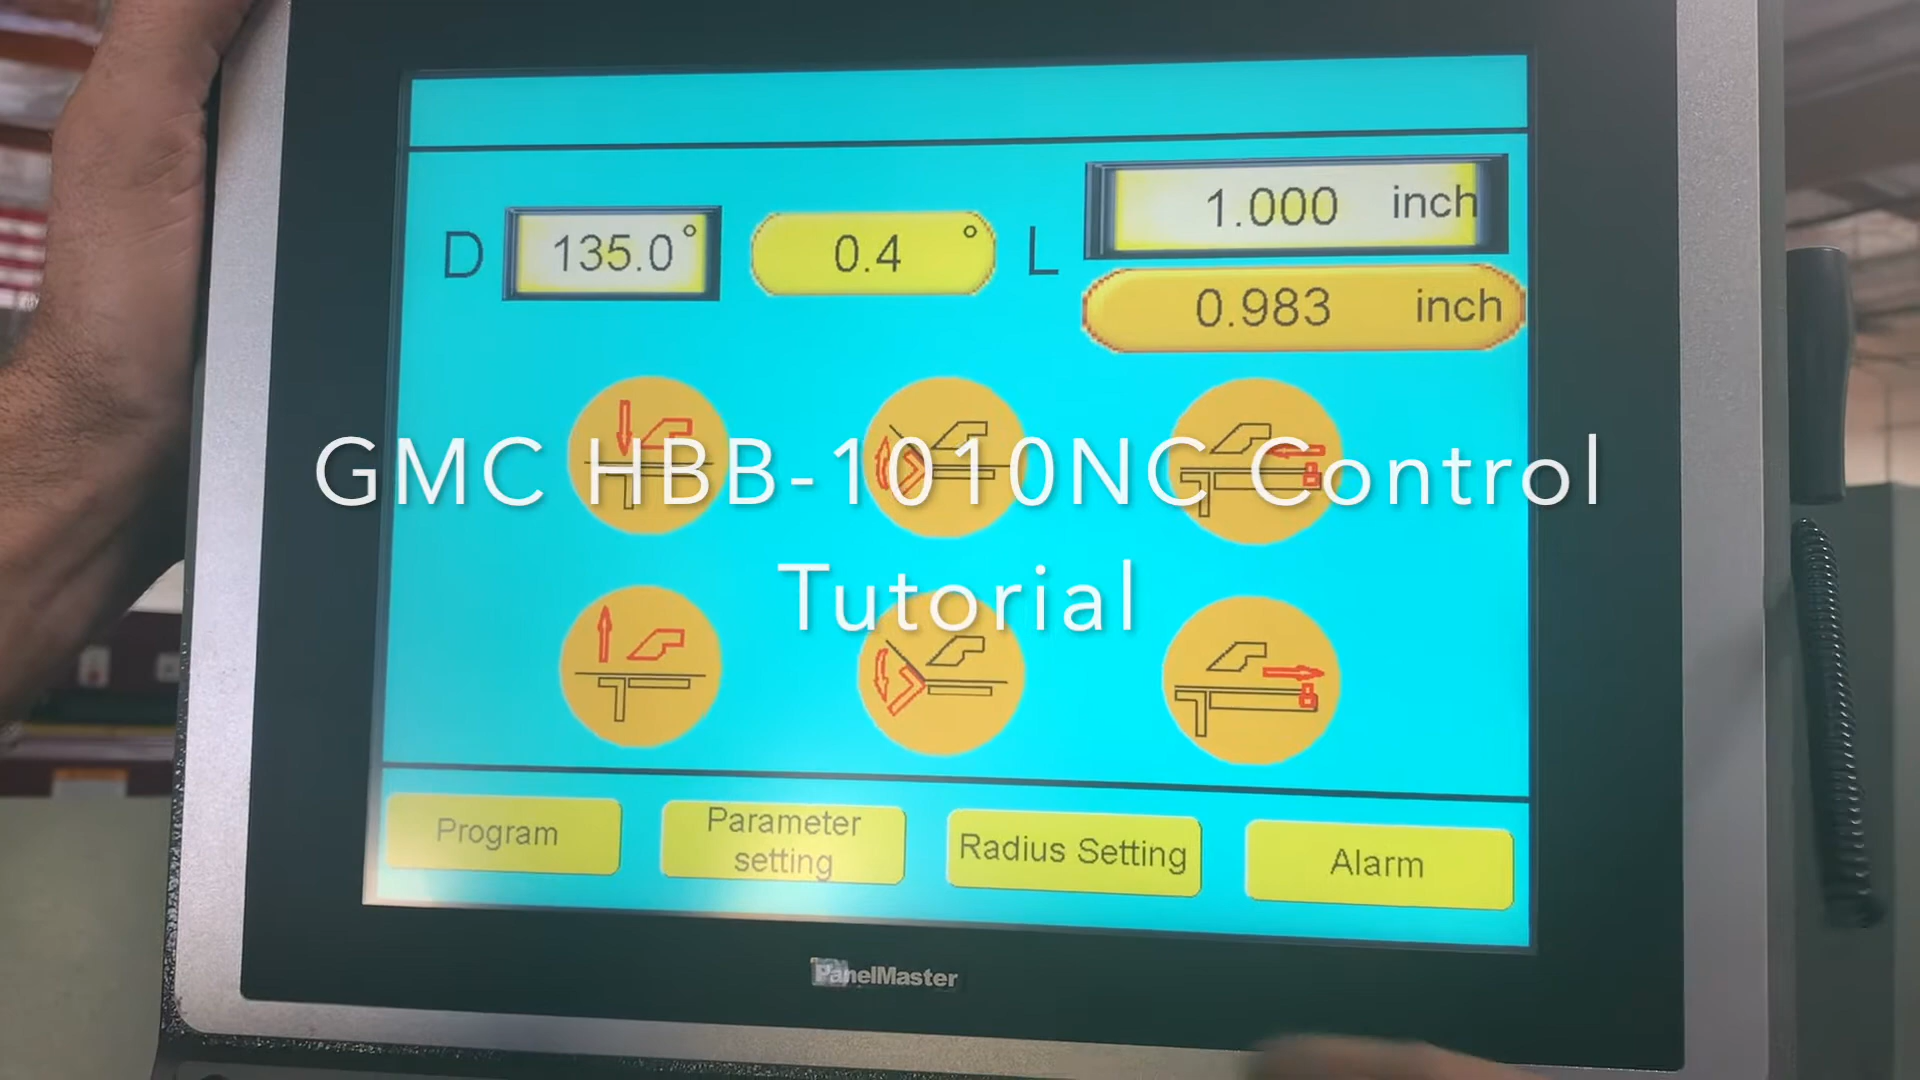 D 135.0° 0.4 ° L 1.000 inch
0.983 inch
GMC HBB-1010NC Control
Tutorial
Program Parameter setting Radius Setting Alarm
PanelMaster